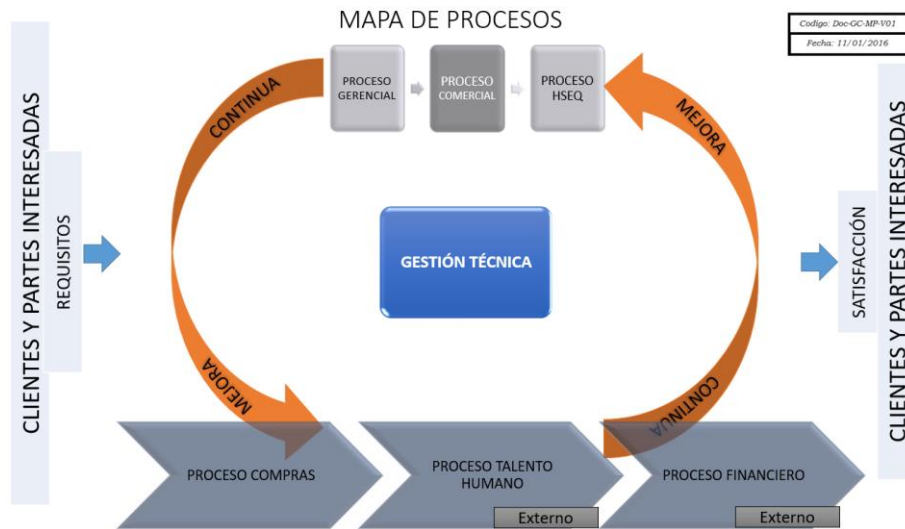 MAPA DE PROCESOS
Codigo: Doc-GC-MP-V01
Fecha: 11/01/2016
CLIENTES Y PARTES INTERESADAS
REQUISITOS
CONTINUA
PROCESO
GERENCIAL
PROCESO
COMERCIAL
PROCESO
HSEQ
MEJORA
GESTIÓN TÉCNICA
SATISFACCIÓN
CLIENTES Y PARTES INTERESADAS
MEJORA
CONTINUA
PROCESO COMPRAS
PROCESO TALENTO
HUMANO
Externo
PROCESO FINANCIERO
Externo